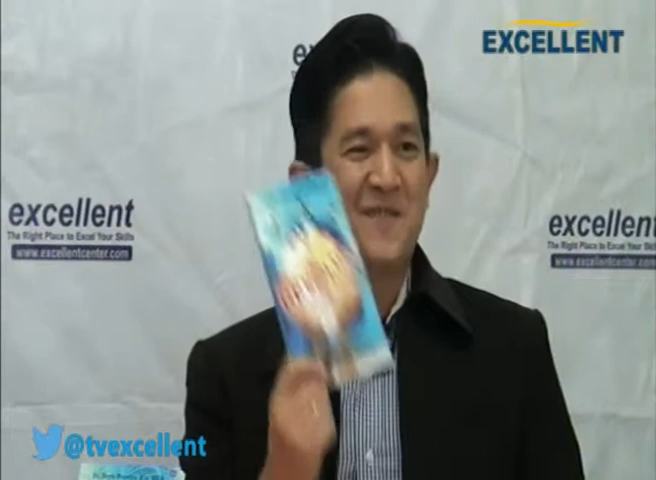 EXCELLENT
ex
excellent
The Right Place to Excel Your Skills
www.excellentcenter.com
excellent
The Right Place to Excel Your Skills
www.excellentcenter.com
@tvexcellent